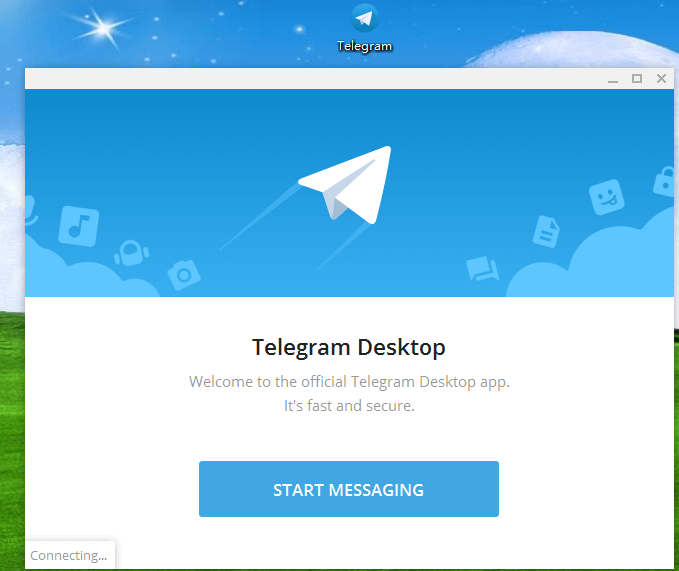 Telegram
Telegram Desktop
Welcome to the official Telegram Desktop app.
It's fast and secure.
START MESSAGING
Connecting...